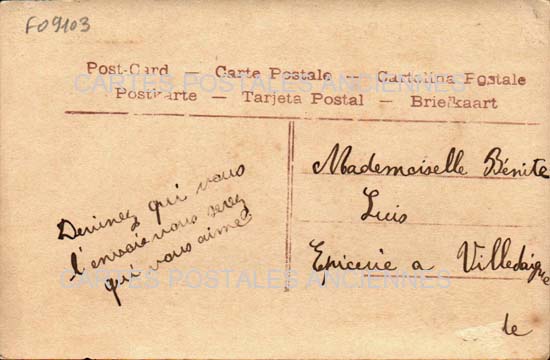 F09103
Post-Card — Carte Postale — Cartolina Postale
CARTES POSTALES ANCIENNES
Postkarte — Tarjeta Postal — Briefkaart
Mademoiselle Bénite
Luis
Epicerie a Villedaigne
le
Devinez qui vous
l'envoie vous serez
qui vous aime
CARTES POSTALES ANCIENNES